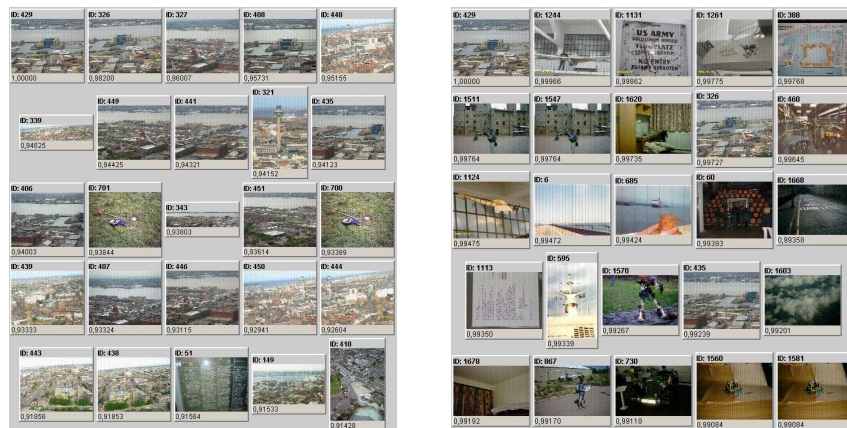 ID: 429
1,00000
ID: 326
0,98200
ID: 327
0,96007
ID: 408
0,95731
ID: 448
0,95155
ID: 339
0,94625
ID: 449
0,94425
ID: 441
0,94321
ID: 321
0,94152
ID: 435
0,94123
ID: 406
0,94003
ID: 701
0,93844
ID: 343
0,93803
ID: 451
0,93614
ID: 700
0,93389
ID: 439
0,93333
ID: 407
0,93324
ID: 446
0,93115
ID: 450
0,92941
ID: 444
0,92604
ID: 443
0,91856
ID: 438
0,91853
ID: 51
0,91564
ID: 149
0,91533
ID: 418
0,91428
ID: 429
1,00000
ID: 1244
0,99966
ID: 1131
US ARMY
NO ENTRY
0,99862
ID: 1261
0,99775
ID: 388
0,99768
ID: 1511
0,99764
ID: 1547
0,99764
ID: 1620
0,99735
ID: 326
0,99727
ID: 460
0,99645
ID: 1124
0,99475
ID: 6
0,99472
ID: 685
0,99424
ID: 60
0,99393
ID: 1668
0,99358
ID: 1113
0,99350
ID: 595
0,99339
ID: 1570
0,99267
ID: 435
0,99239
ID: 1603
0,99201
ID: 1678
0,99192
ID: 867
0,99170
ID: 730
0,99118
ID: 1560
0,99084
ID: 1581
0,99084